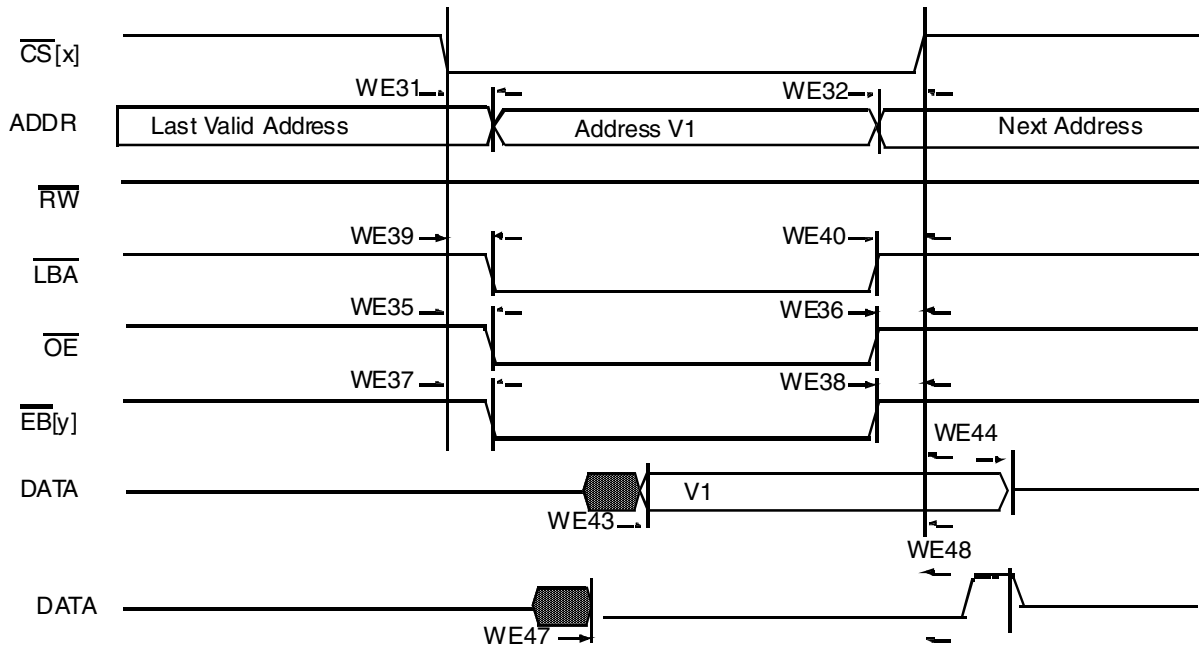 CS[x]
WE31
WE32
ADDR
Last Valid Address
Address V1
Next Address
RW
WE39
WE40
LBA
WE35
WE36
OE
WE37
WE38
EB[y]
WE44
DATA
V1
WE43
WE48
DATA
WE47